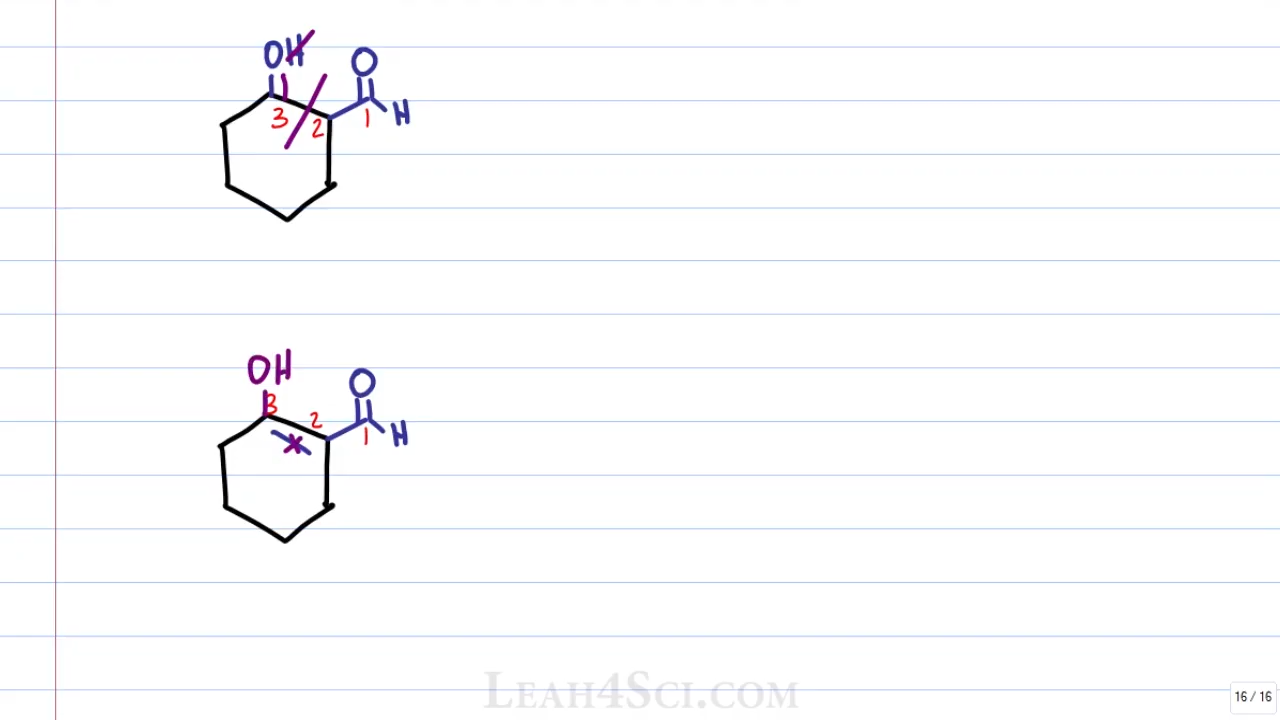 OH O
3 2 1 H
OH O
3 2 1 H
LEAH4SCI.COM
16 / 16